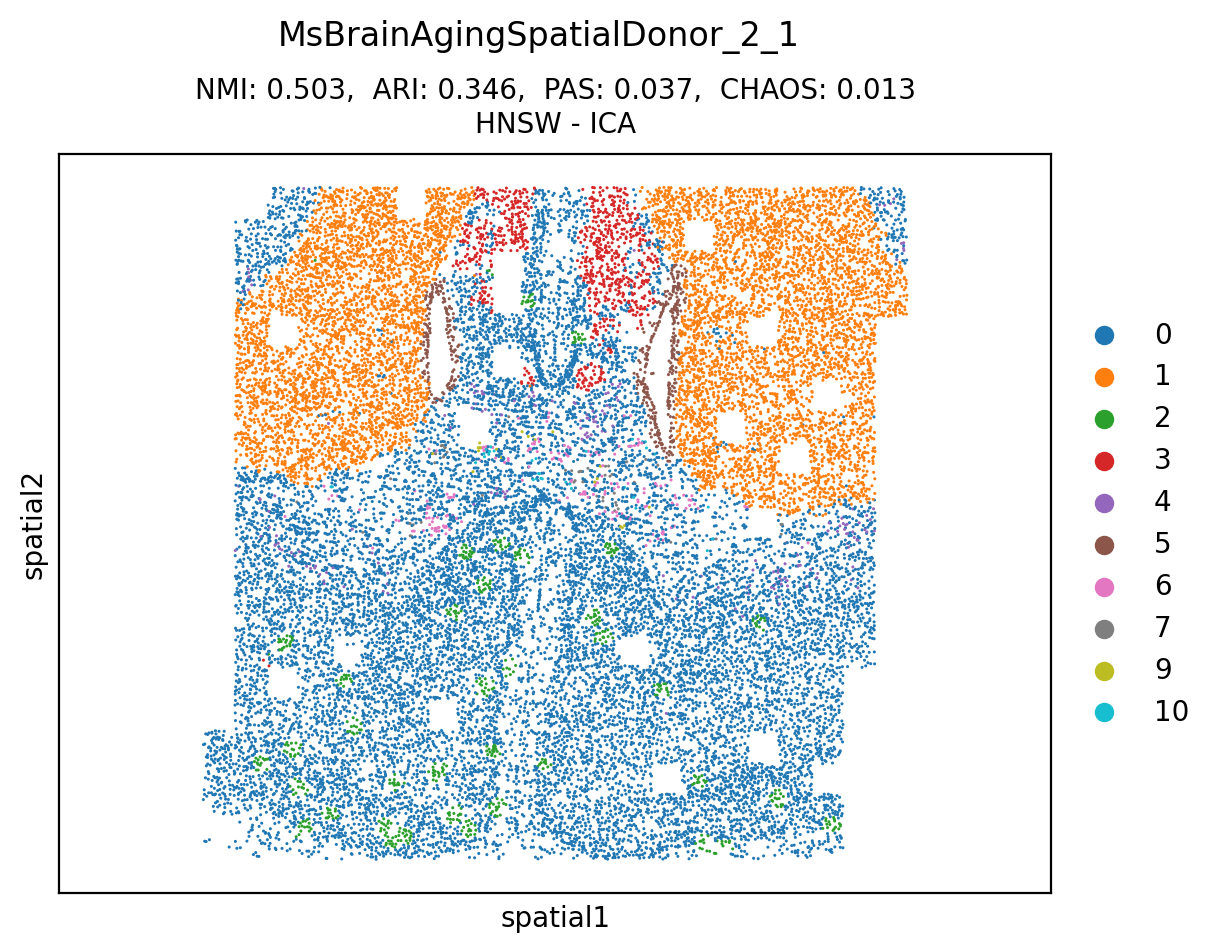 MsBrainAgingSpatialDonor_2_1
NMI: 0.503,  ARI: 0.346,  PAS: 0.037,  CHAOS: 0.013
HNSW - ICA
spatial2
spatial1
0
1
2
3
4
5
6
7
9
10